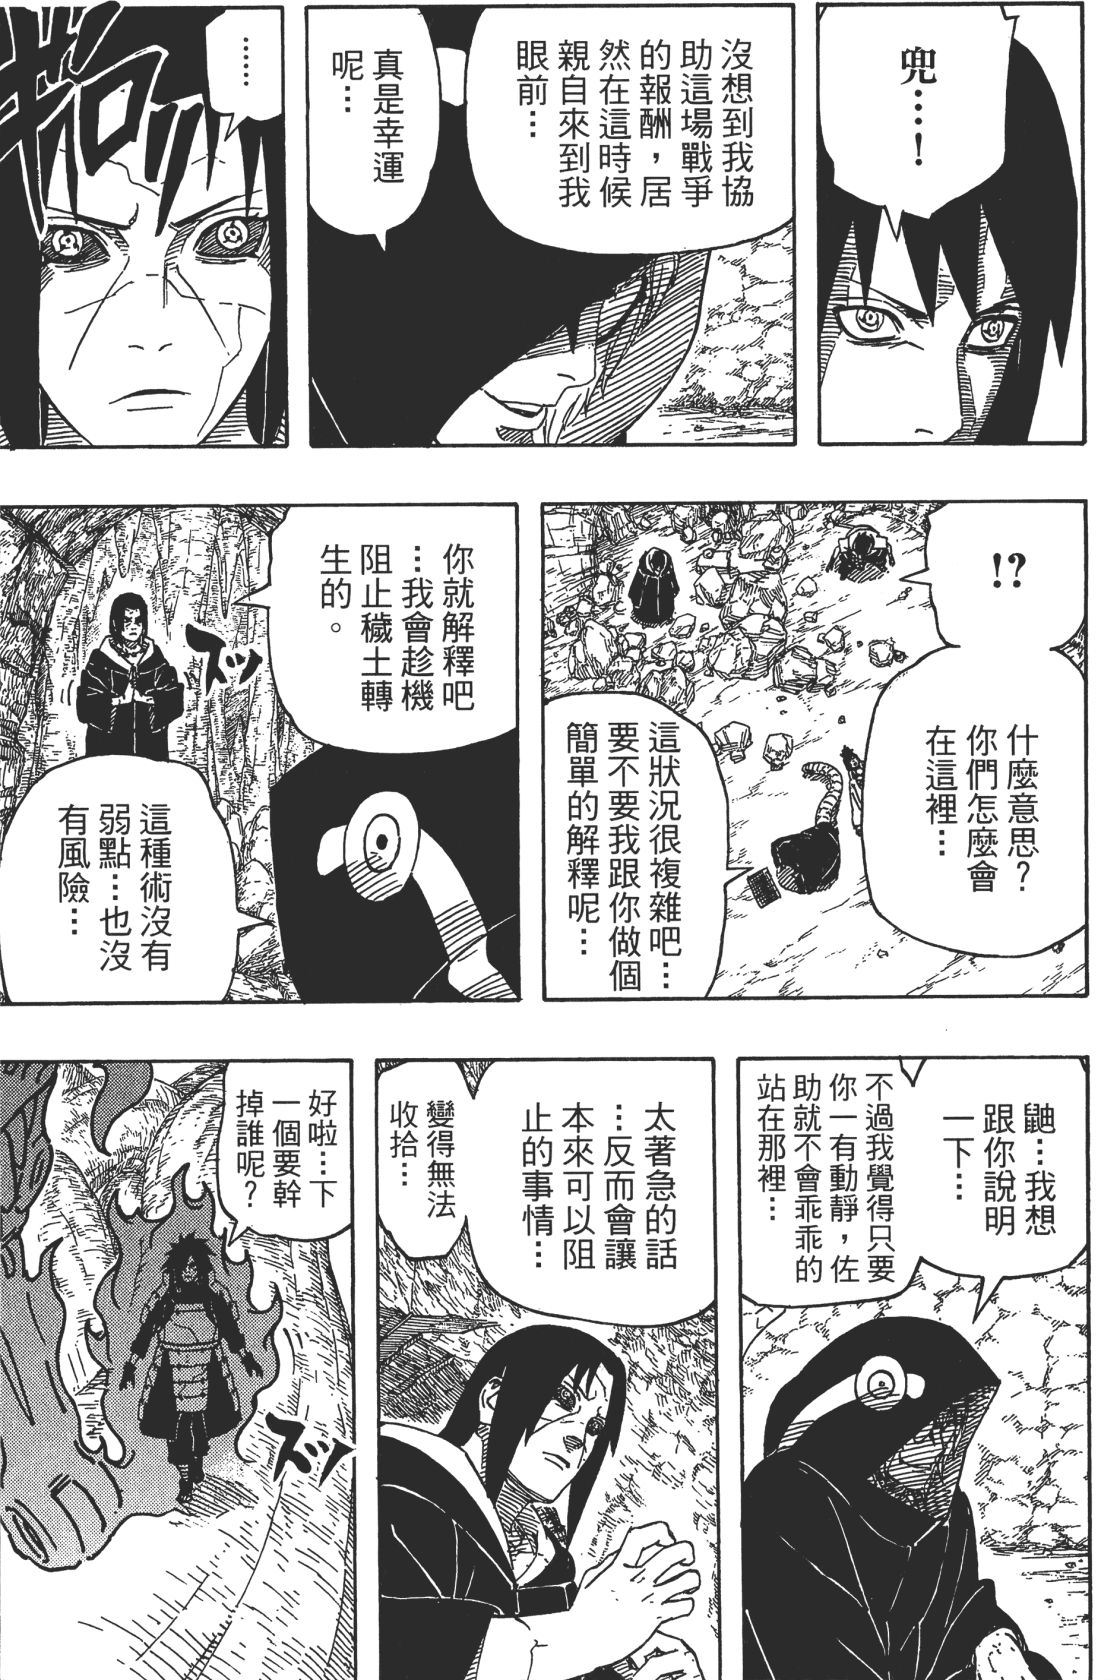 兜⋯!
沒想到我協
助這場戰爭
的報酬，居
然在這時候
親自來到我
眼前⋯
真是幸運
呢⋯
⋯⋯
ギロッ
!?
什麼意思?
你們怎麼會
在這裡⋯
這狀況很複雜吧⋯
要不要我跟你做個
簡單的解釋呢⋯
你就解釋吧
⋯我會趁機
阻止穢土轉
生的。
ズッ
這種術沒有
弱點⋯也沒
有風險⋯
鼬⋯我想
跟你說明
一下⋯
不過我覺得只要
你一有動靜，佐
助就不會乖乖的
站在那裡⋯
太著急的話
⋯反而會讓
本來可以阻
止的事情⋯
變得無法
收拾⋯
好啦⋯下
一個要幹
掉誰呢?
ズッ